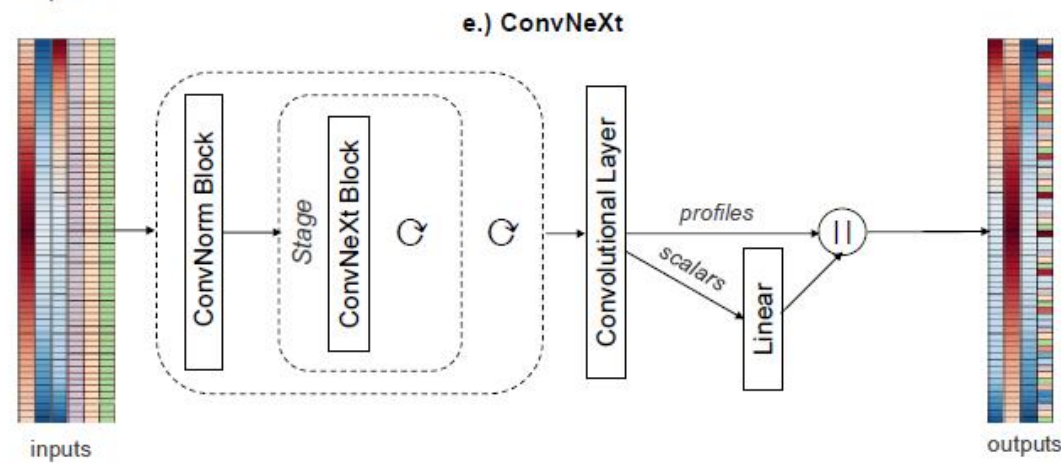 e.) ConvNeXt
ConvNorm Block
Stage
ConvNeXt Block
Convolutional Layer
profiles
scalars
Linear
||
inputs
outputs